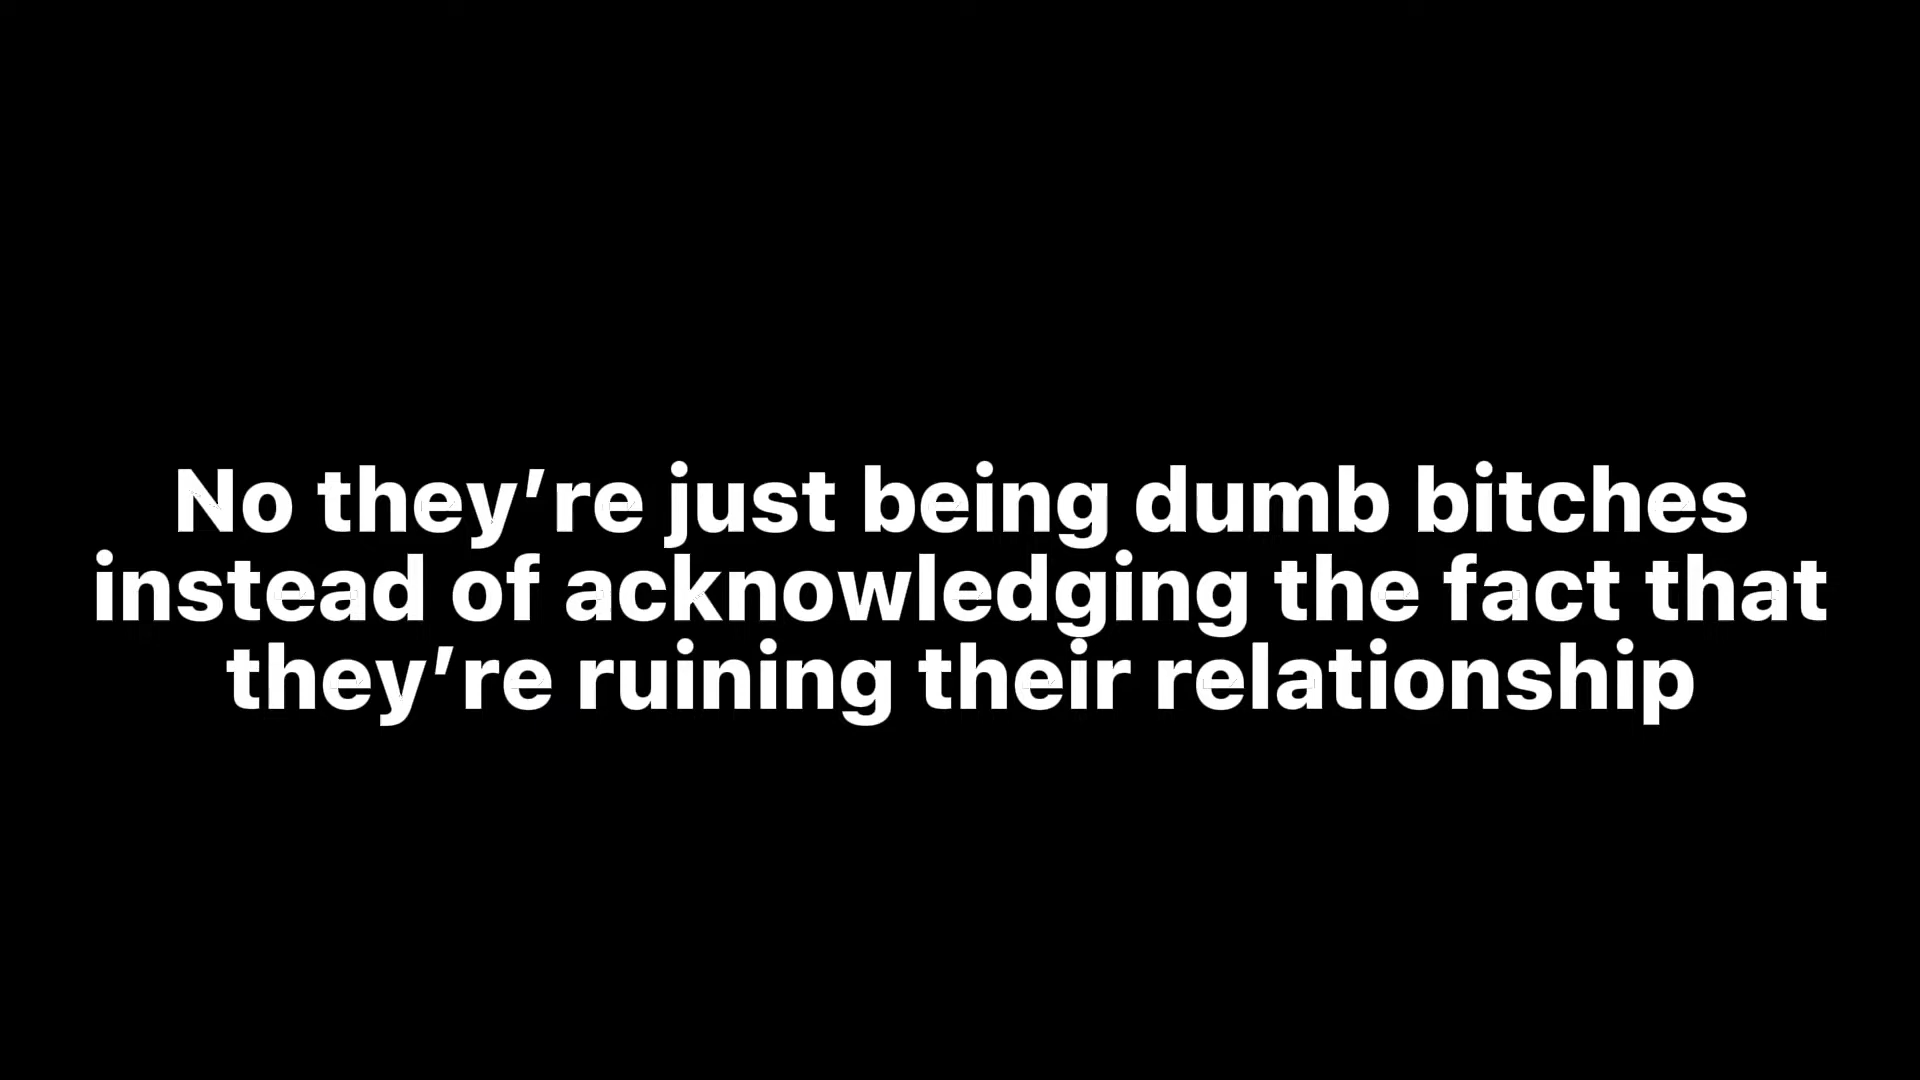 No they’re just being dumb bitches
instead of acknowledging the fact that
they’re ruining their relationship